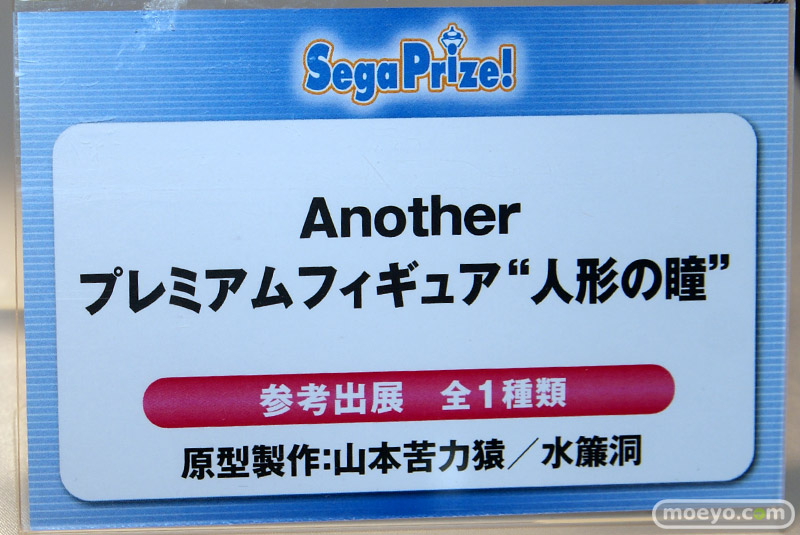 SegaPrize!
Another
プレミアムフィギュア“人形の瞳”
参考出展　全1種類
原型製作:山本苦力猿／水簾洞
moeyo.com